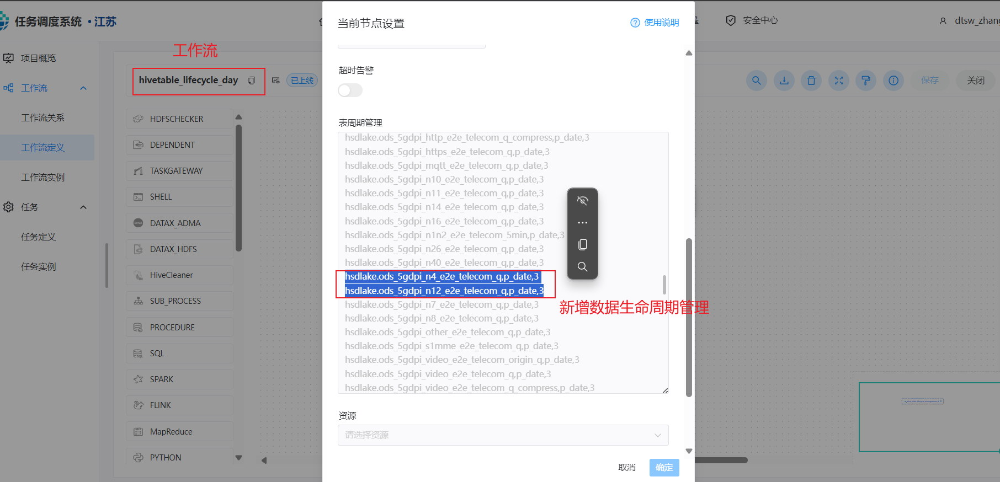 任务调度系统 • 江苏
安全中心
dtsw_zhang
项目概览
工作流
工作流关系
工作流定义
工作流实例
任务
任务定义
任务实例
工作流
hivetable_lifecycle_day
已上线
保存
关闭
HDFSCHECKER
DEPENDENT
TASKGATEWAY
SHELL
DATAX_ADMA
DATAX_HDFS
HiveCleaner
SUB_PROCESS
PROCEDURE
SQL
SPARK
FLINK
MapReduce
PYTHON
当前节点设置
使用说明
超时告警
表周期管理
hsdlake.ods_5gdpi_http_e2e_telecom_q_compress,p_date,3
hsdlake.ods_5gdpi_https_e2e_telecom_q,p_date,3
hsdlake.ods_5gdpi_mqtt_e2e_telecom_q,p_date,3
hsdlake.ods_5gdpi_n10_e2e_telecom_q,p_date,3
hsdlake.ods_5gdpi_n11_e2e_telecom_q,p_date,3
hsdlake.ods_5gdpi_n14_e2e_telecom_q,p_date,3
hsdlake.ods_5gdpi_n16_e2e_telecom_q,p_date,3
hsdlake.ods_5gdpi_n1n2_e2e_telecom_5min,p_date,3
hsdlake.ods_5gdpi_n26_e2e_telecom_q,p_date,3
hsdlake.ods_5gdpi_n40_e2e_telecom_q,p_date,3
hsdlake.ods_5gdpi_n4_e2e_telecom_q,p_date,3
hsdlake.ods_5gdpi_n12_e2e_telecom_q,p_date,3
hsdlake.ods_5gdpi_n7_e2e_telecom_q,p_date,3
hsdlake.ods_5gdpi_n8_e2e_telecom_q,p_date,3
hsdlake.ods_5gdpi_other_e2e_telecom_q,p_date,3
hsdlake.ods_5gdpi_s1mme_e2e_telecom_q,p_date,3
hsdlake.ods_5gdpi_video_e2e_telecom_origin_q,p_date,3
hsdlake.ods_5gdpi_video_e2e_telecom_q,p_date,3
hsdlake.ods_5gdpi_video_e2e_telecom_q_compress,p_date,3
新增数据生命周期管理
资源
请选择资源
取消
确定